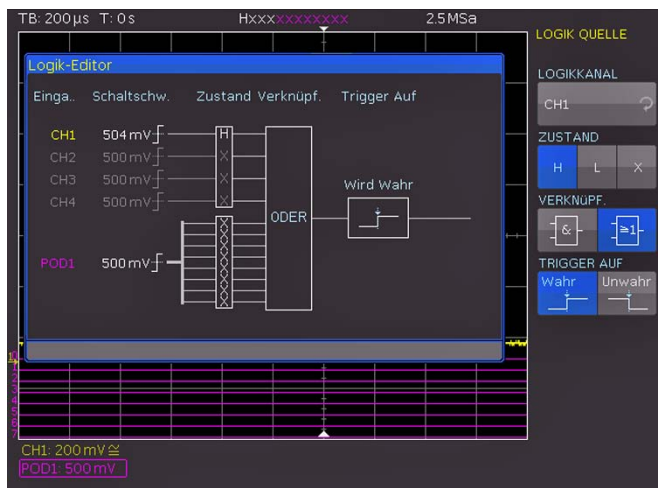 TB: 200µs T: 0s Hxxxxxxxxxxx 2.5MSa
LOGIK QUELLE
Logik-Editor
Einga.. Schaltschw. Zustand Verknüpf. Trigger Auf
CH1 504mV H
CH2 500mV X
CH3 500mV X
CH4 500mV X
POD1 500mV X X X X X X X X
ODER
Wird Wahr
LOGIKKANAL
CH1
ZUSTAND
H L X
VERKNÜPF.
& ≥1
TRIGGER AUF
Wahr Unwahr
CH1: 200mV≅
POD1: 500mV